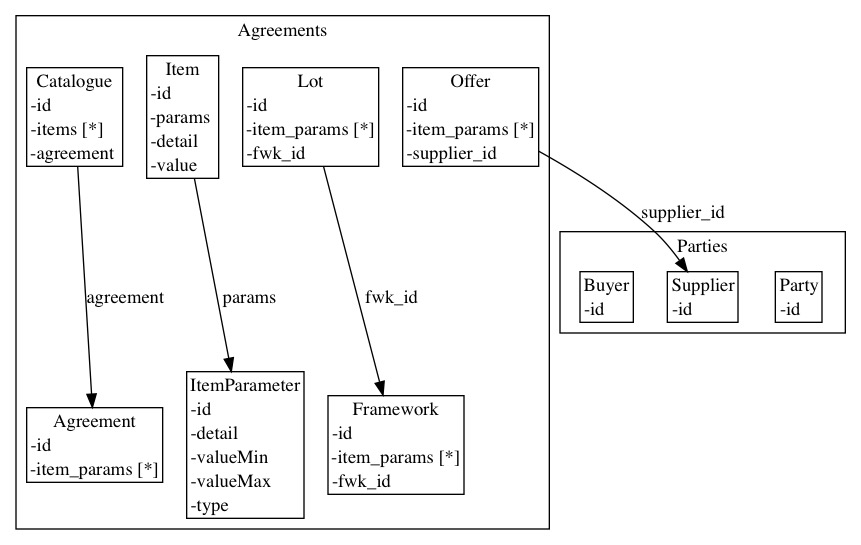 Agreements
Catalogue
-id
-items [*]
-agreement
Item
-id
-params
-detail
-value
Lot
-id
-item_params [*]
-fwk_id
Offer
-id
-item_params [*]
-supplier_id
supplier_id
Parties
Buyer
-id
Supplier
-id
Party
-id
agreement
params
fwk_id
Agreement
-id
-item_params [*]
ItemParameter
-id
-detail
-valueMin
-valueMax
-type
Framework
-id
-item_params [*]
-fwk_id